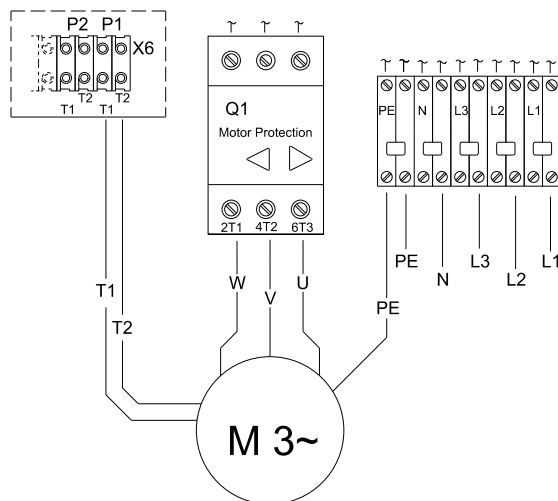 P2 P1
X6
T2 T2
T1 T1
Q1
Motor Protection
2T1 4T2 6T3
PE N L3 L2 L1
W V U
T1
T2
PE
PE
N
L3
L2
L1
M 3~